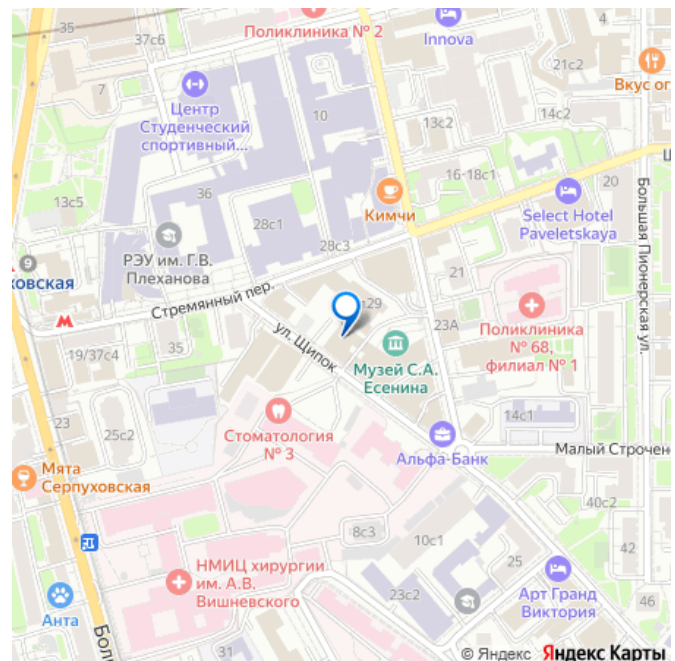 35
37с6
Поликлиника № 2
Innova
21с2
Вкус ог
7
Центр
Студенческий
спортивный...
10
13с2
14с2
16-18с1
20
Select Hotel
Paveletskaya
13с5
36
28с1
Кимчи
28с3
РЭУ им. Г.В.
Плеханова
9
ховская
Стремянный пер.
21
Большая Пионерская ул.
29
23А
Поликлиника
№ 68,
филиал № 1
19/37с4
35
ул. Щипок
Музей С.А.
Есенина
23
25с2
Стоматология
№ 3
14с1
Альфа-Банк
Малый Строчен
Мята
Серпуховская
40с2
8с3
10с1
42
НМИЦ хирургии
им. А.В.
Вишневского
25
23с2
Арт Гранд
Виктория
46
Анта
Бол
31
© Яндекс Яндекс Карты